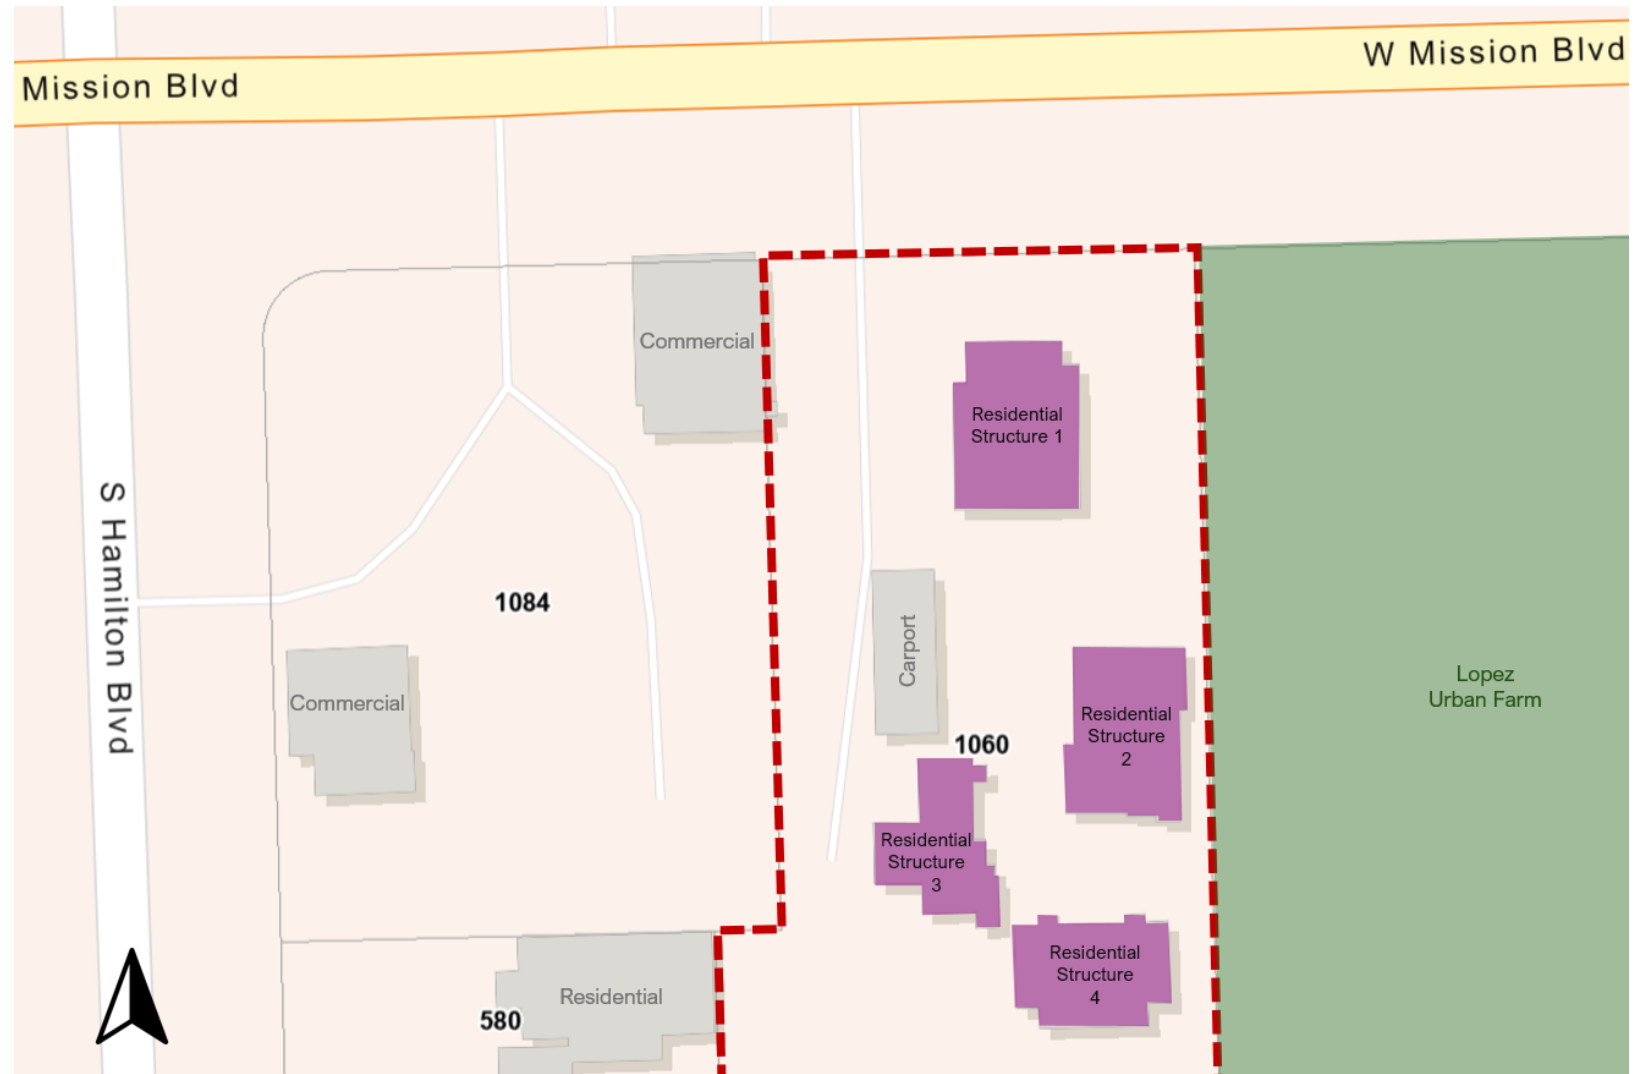 W Mission Blvd
Mission Blvd
Commercial
Residential
Structure 1
S Hamilton Blvd
1084
Carport
Commercial
Lopez
Urban Farm
Residential
Structure
2
1060
Residential
Structure
3
Residential
Structure
4
Residential
580